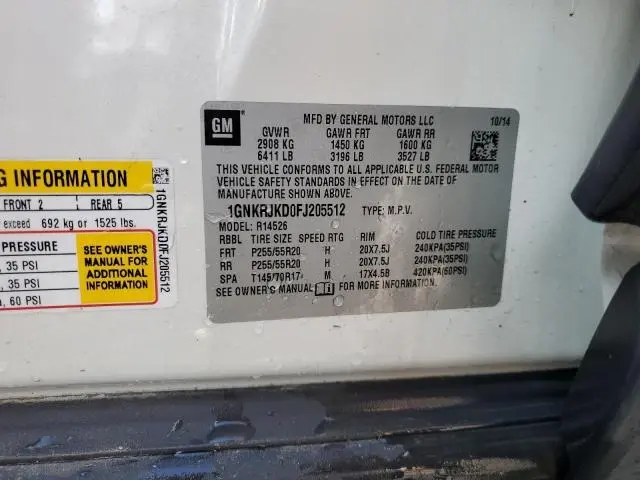 G INFORMATION
FRONT 2 REAR 5
exceed 692 kg or 1525 lbs.
PRESSURE
, 35 PSI
, 35 PSI
, 60 PSI
SEE OWNER'S
MANUAL FOR
ADDITIONAL
INFORMATION
1GNKRJKD0FJ205512
GM
MFD BY GENERAL MOTORS LLC 10/14
GVWR GAWR FRT GAWR RR
2908 KG 1450 KG 1600 KG
6411 LB 3196 LB 3527 LB
THIS VEHICLE CONFORMS TO ALL APPLICABLE U.S. FEDERAL MOTOR
VEHICLE SAFETY STANDARDS IN EFFECT ON THE DATE OF
MANUFACTURE SHOWN ABOVE.
1GNKRJKD0FJ205512 TYPE: M.P.V.
MODEL: R14526
RBBL TIRE SIZE SPEED RTG RIM COLD TIRE PRESSURE
FRT P255/55R20 H 20X7.5J 240KPA(35PSI)
RR P255/55R20 H 20X7.5J 240KPA(35PSI)
SPA T145/70R17 M 17X4.5B 420KPA(60PSI)
SEE OWNER'S MANUAL FOR MORE INFORMATION.